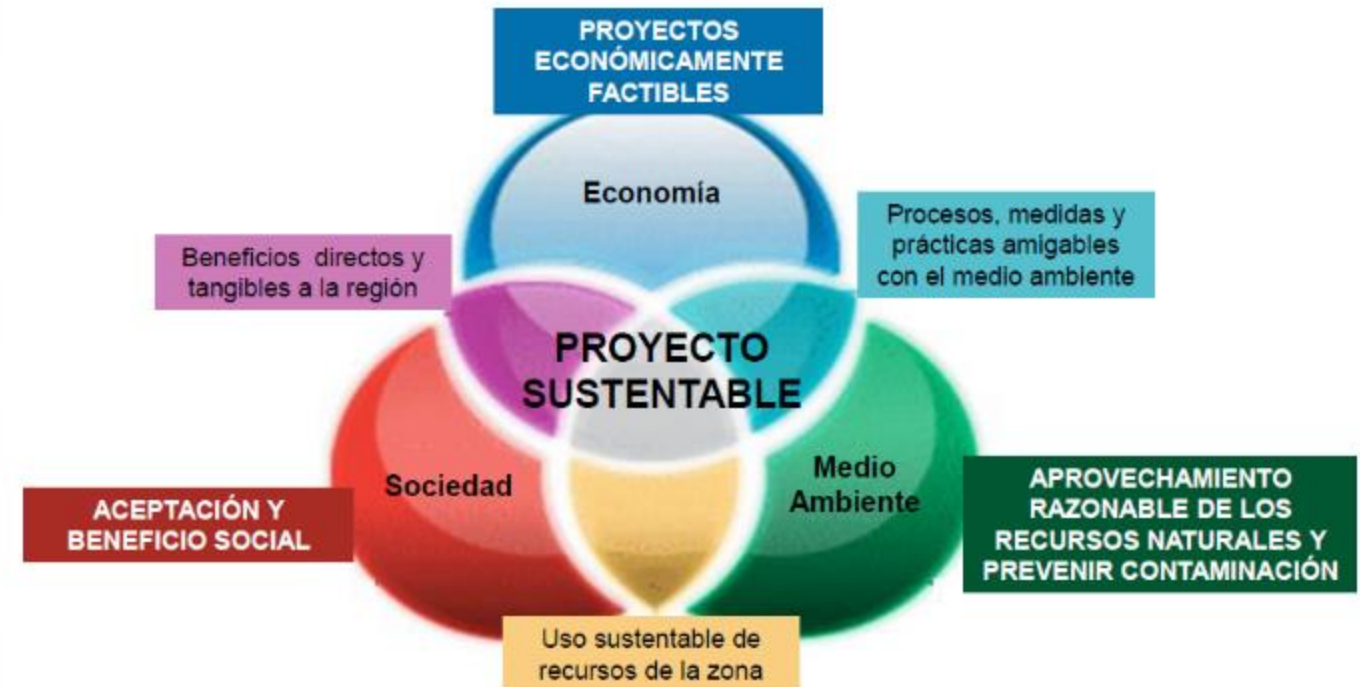 PROYECTOS
ECONÓMICAMENTE
FACTIBLES
Economía
Procesos, medidas y
prácticas amigables
con el medio ambiente
Beneficios directos y
tangibles a la región
PROYECTO
SUSTENTABLE
Sociedad
Medio
Ambiente
ACEPTACIÓN Y
BENEFICIO SOCIAL
APROVECHAMIENTO
RAZONABLE DE LOS
RECURSOS NATURALES Y
PREVENIR CONTAMINACIÓN
Uso sustentable de
recursos de la zona